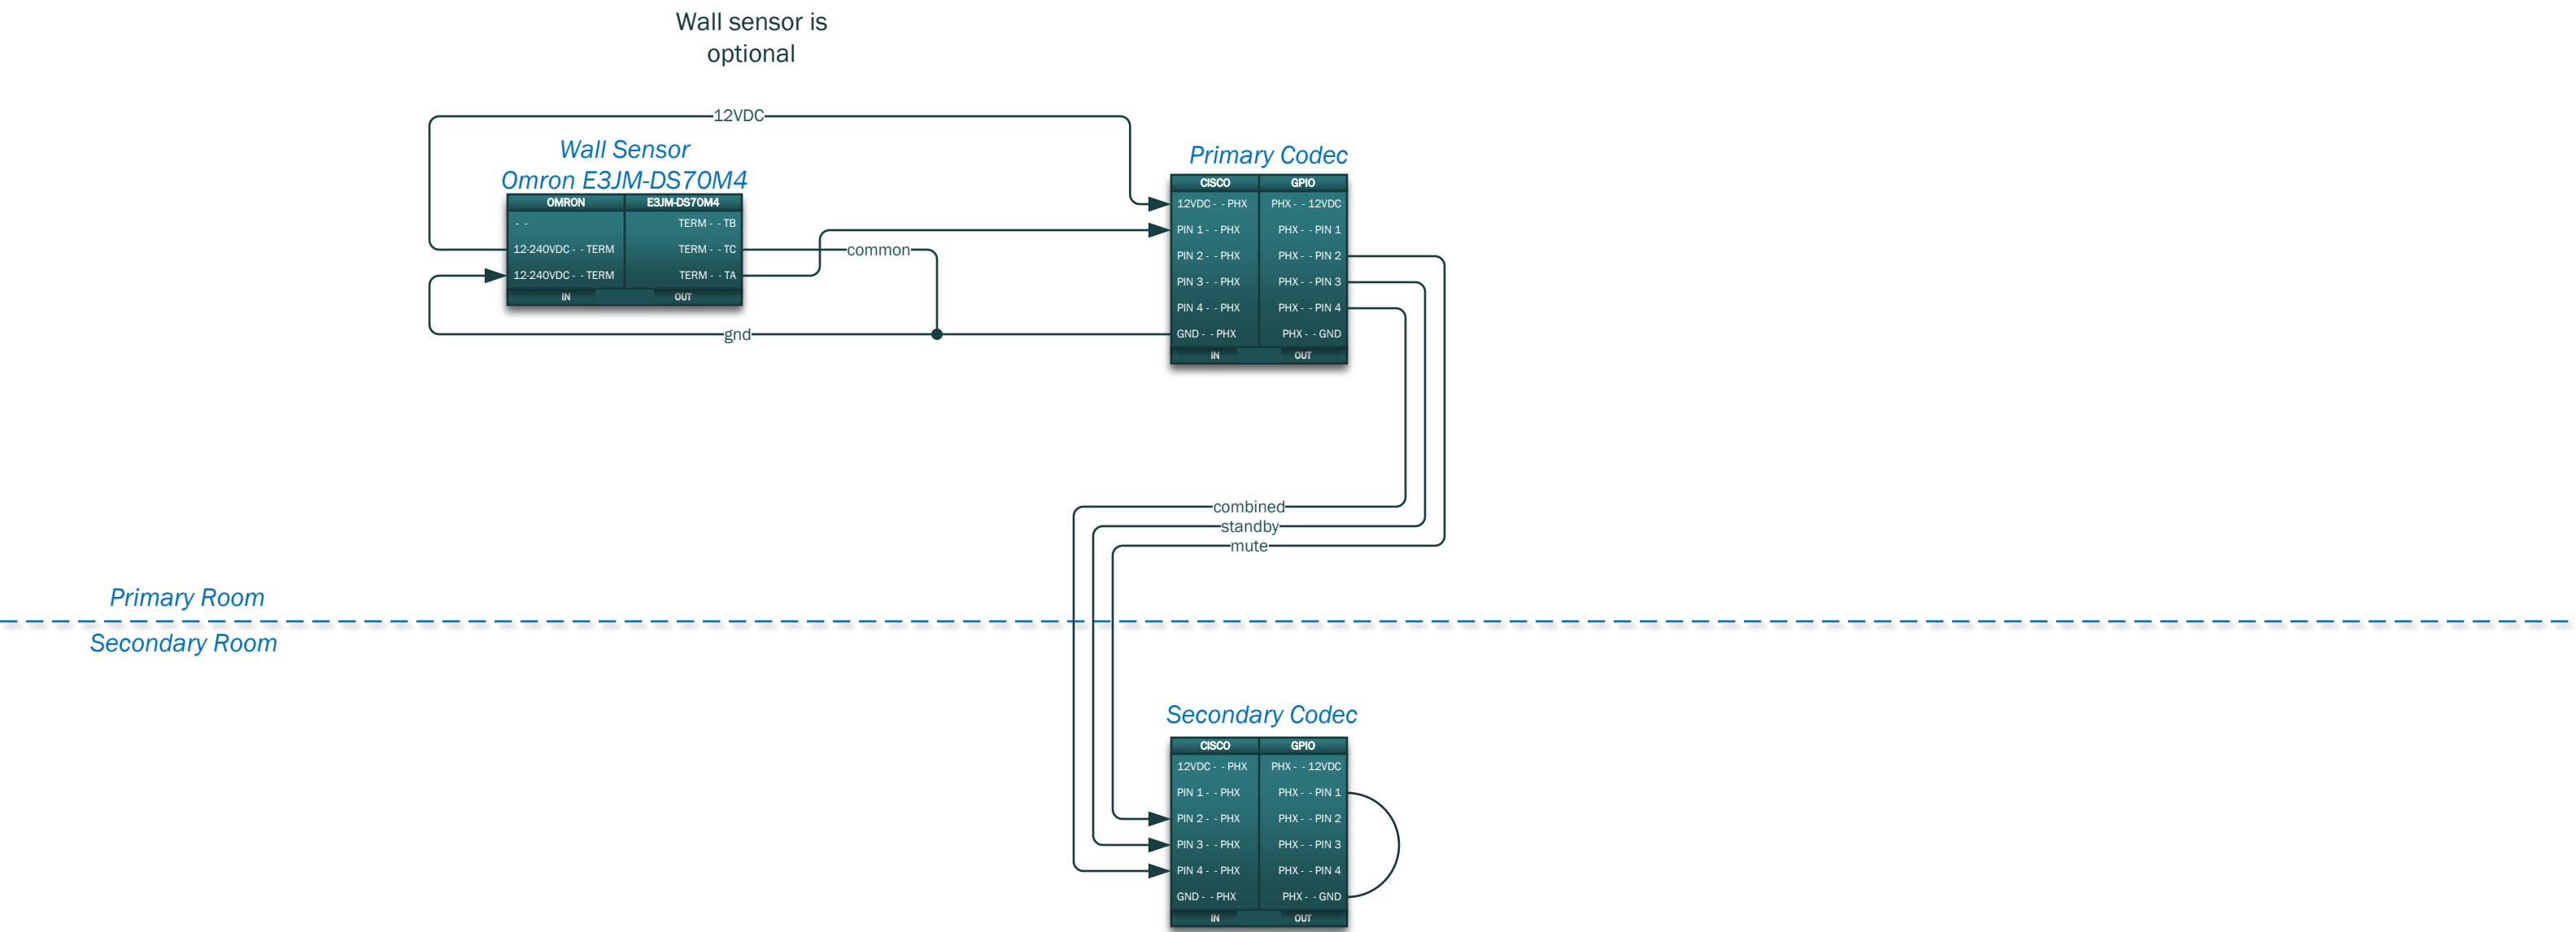 Wall sensor is
optional
12VDC
Wall Sensor
Omron E3JM-DS70M4
OMRON E3JM-DS70M4
- - TERM - - TB
12-240VDC - - TERM TERM - - TC
12-240VDC - - TERM TERM - - TA
IN OUT
common
gnd
Primary Codec
CISCO GPIO
12VDC - - PHX PHX - - 12VDC
PIN 1 - - PHX PHX - - PIN 1
PIN 2 - - PHX PHX - - PIN 2
PIN 3 - - PHX PHX - - PIN 3
PIN 4 - - PHX PHX - - PIN 4
GND - - PHX PHX - - GND
IN OUT
combined
standby
mute
Primary Room
Secondary Room
Secondary Codec
CISCO GPIO
12VDC - - PHX PHX - - 12VDC
PIN 1 - - PHX PHX - - PIN 1
PIN 2 - - PHX PHX - - PIN 2
PIN 3 - - PHX PHX - - PIN 3
PIN 4 - - PHX PHX - - PIN 4
GND - - PHX PHX - - GND
IN OUT